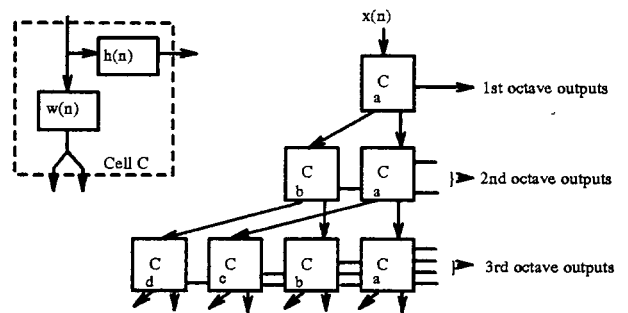 x(n)
h(n)
w(n)
Cell C
C
a
1st octave outputs
C
b
C
a
} 2nd octave outputs
C
d
C
c
C
b
C
a
} 3rd octave outputs